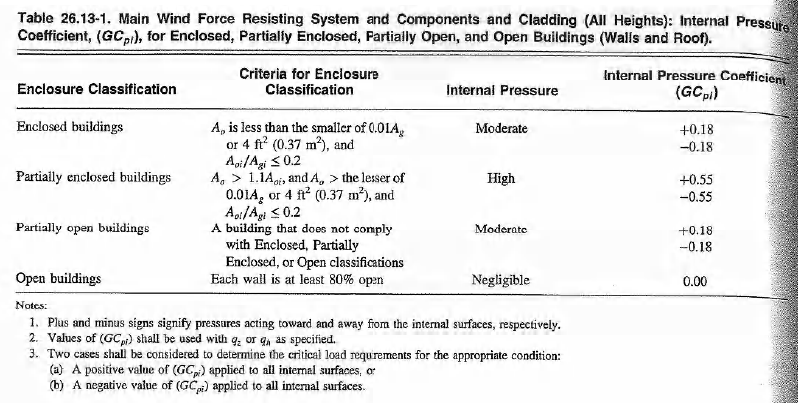 Table 26.13-1. Main Wind Force Resisting System and Components and Cladding (All Heights): Internal Pressure
Coefficient, (GCpi), for Enclosed, Partially Enclosed, Partially Open, and Open Buildings (Walls and Roof).
Enclosure Classification
Criteria for Enclosure
Classification
Internal Pressure
Internal Pressure Coefficient
(GCpi)
Enclosed buildings
Ao is less than the smaller of 0.01Ag
or 4 ft² (0.37 m²), and
Aoi/Agi ≤ 0.2
Moderate
+0.18
−0.18
Partially enclosed buildings
Ao > 1.1Aoi, and Ao > the lesser of
0.01Ag or 4 ft² (0.37 m²), and
Aoi/Agi ≤ 0.2
High
+0.55
−0.55
Partially open buildings
A building that does not comply
with Enclosed, Partially
Enclosed, or Open classifications
Moderate
+0.18
−0.18
Open buildings
Each wall is at least 80% open
Negligible
0.00
Notes:
1. Plus and minus signs signify pressures acting toward and away from the internal surfaces, respectively.
2. Values of (GCpi) shall be used with qz or qh as specified.
3. Two cases shall be considered to determine the critical load requirements for the appropriate condition:
(a) A positive value of (GCpi) applied to all internal surfaces, or
(b) A negative value of (GCpi) applied to all internal surfaces.